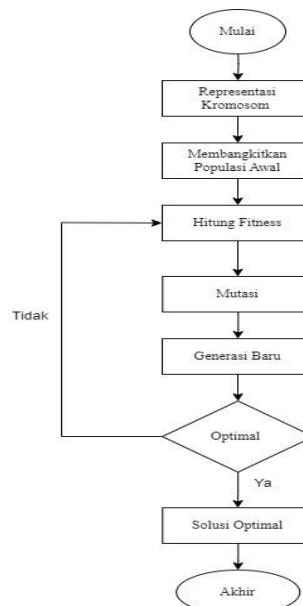 Mulai
Representasi
Kromosom
Membangkitkan
Populasi Awal
Hitung Fitness
Tidak
Mutasi
Generasi Baru
Optimal
Ya
Solusi Optimal
Akhir